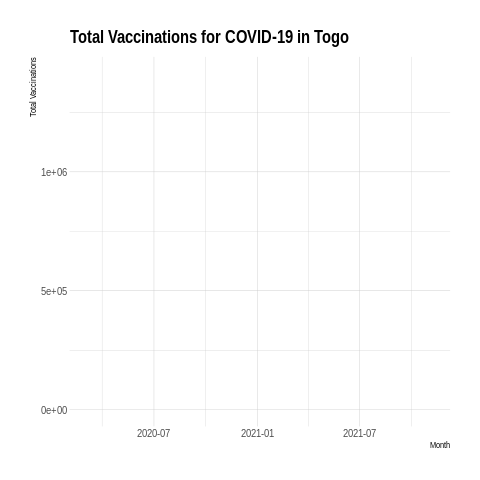 Total Vaccinations for COVID-19 in Togo
Total Vaccinations
1e+06
5e+05
0e+00
2020-07 2021-01 2021-07
Month